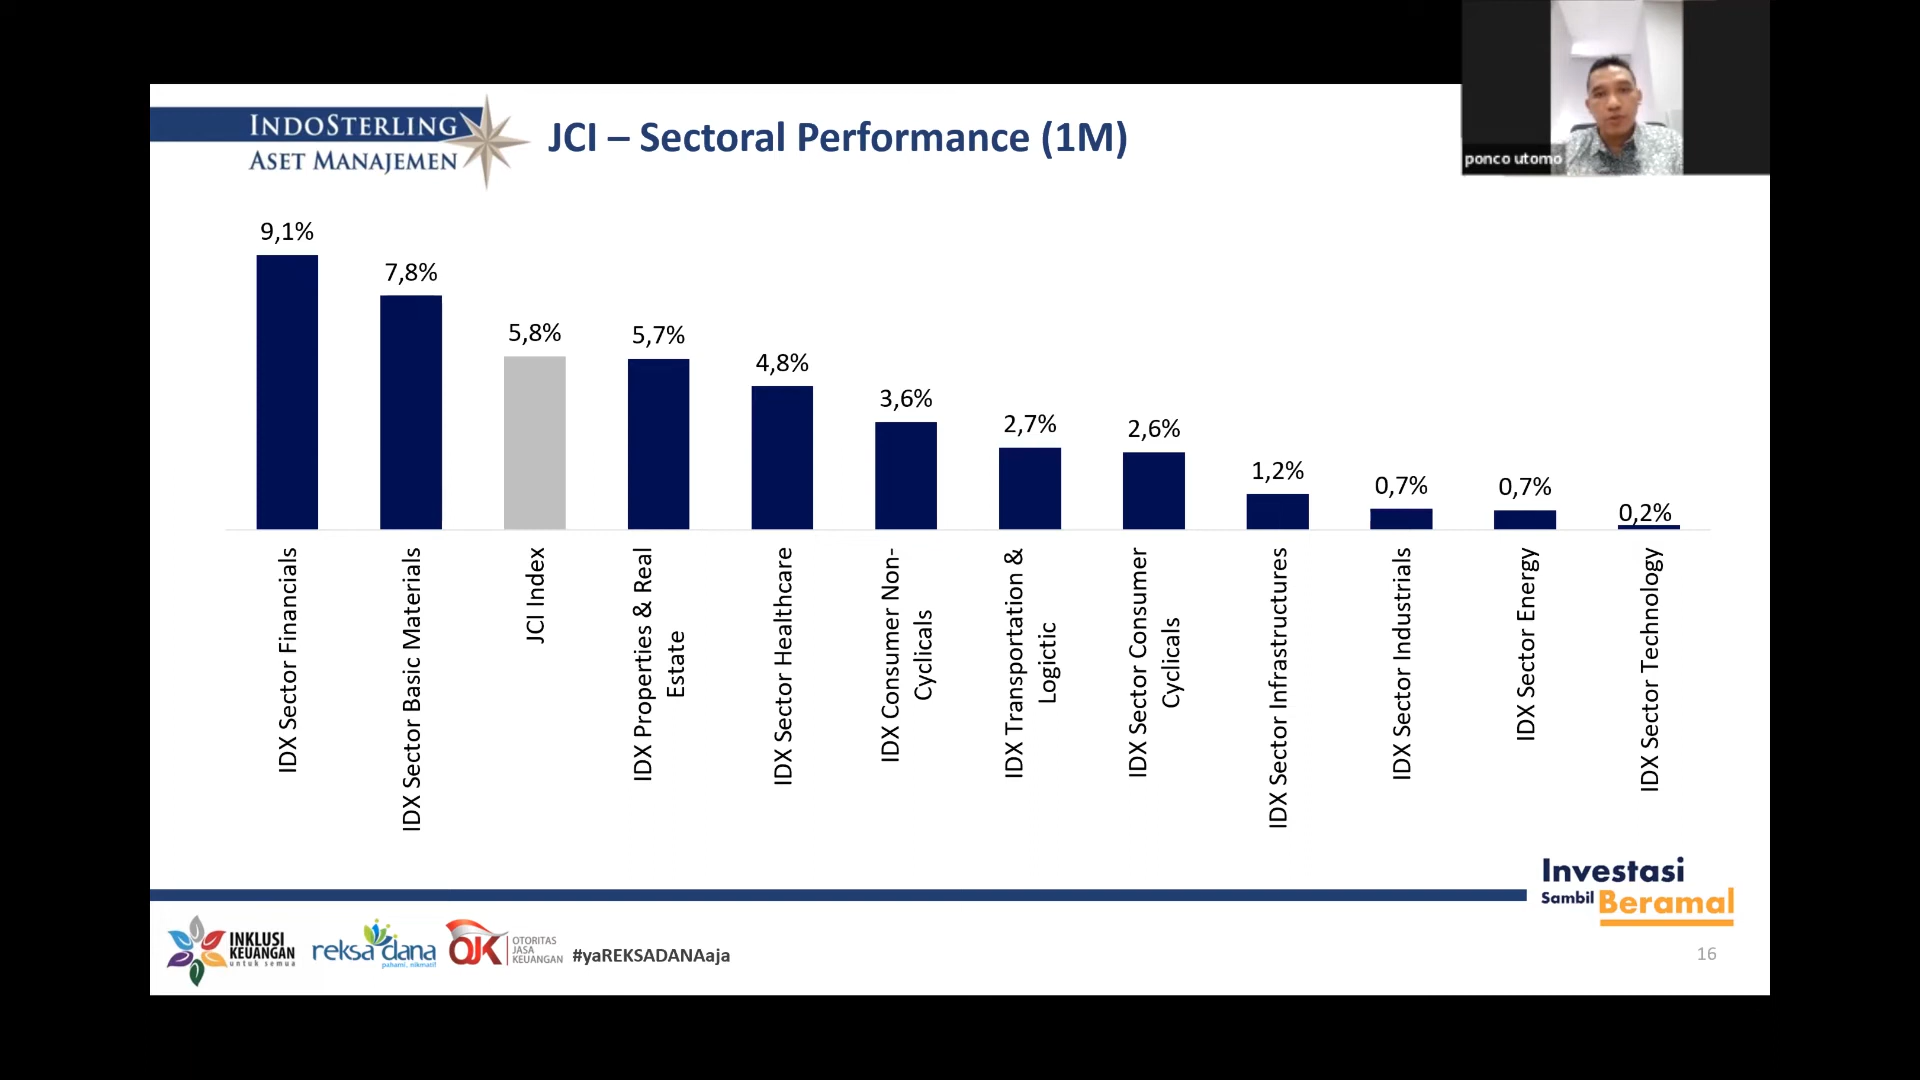 INDOSTERLING
ASET MANAJEMEN
JCI – Sectoral Performance (1M)
ponco utomo
9,1%
7,8%
5,8%
5,7%
4,8%
3,6%
2,7%
2,6%
1,2%
0,7%
0,7%
0,2%
IDX Sector Financials
IDX Sector Basic Materials
JCI Index
IDX Properties & Real
Estate
IDX Sector Healthcare
IDX Consumer Non-
Cyclicals
IDX Transportation &
Logictic
IDX Sector Consumer
Cyclicals
IDX Sector Infrastructures
IDX Sector Industrials
IDX Sector Energy
IDX Sector Technology
Investasi
Sambil Beramal
INKLUSI
KEUANGAN
untuk semua
reksa dana
pahami, nikmati!
OJK
OTORITAS
JASA
KEUANGAN
#yaREKSADANAaja
16